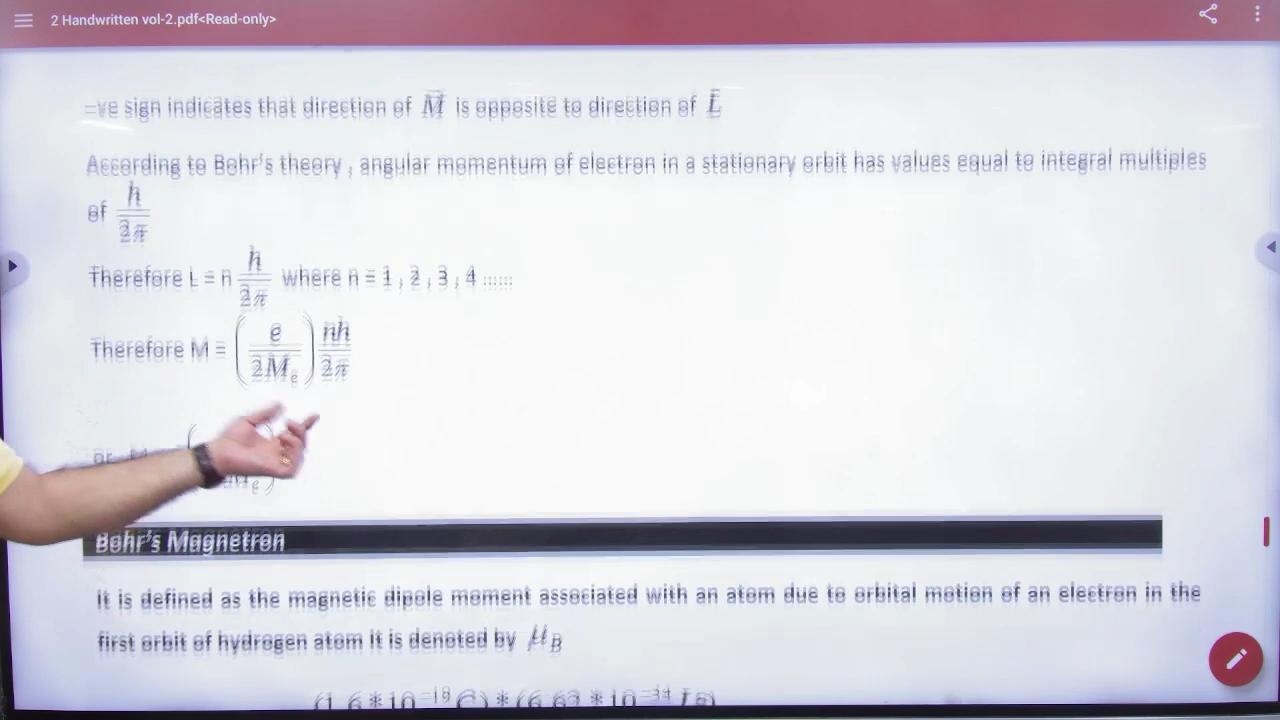 2 Handwritten vol-2.pdf<Read-only>
–ve sign indicates that direction of M̄ is opposite to direction of L̄
According to Bohr's theory , angular momentum of electron in a stationary orbit has values equal to integral multiples
of h/2π
Therefore L = n h/2π where n = 1 , 2 , 3 , 4 ......
Therefore M = (e/2Mₑ) nh/2π
or
Bohr's Magnetron
It is defined as the magnetic dipole moment associated with an atom due to orbital motion of an electron in the
first orbit of hydrogen atom it is denoted by μ_B